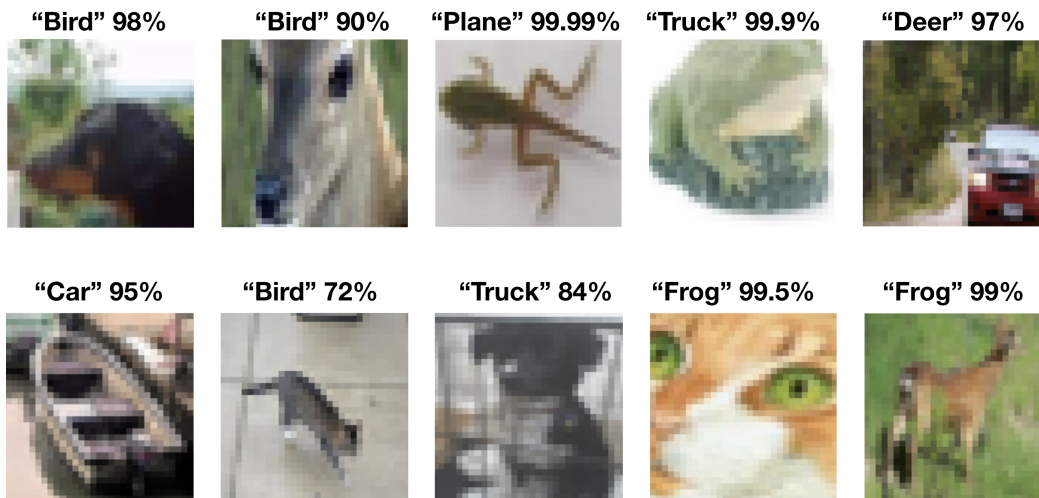 “Bird” 98% “Bird” 90% “Plane” 99.99% “Truck” 99.9% “Deer” 97%
“Car” 95% “Bird” 72% “Truck” 84% “Frog” 99.5% “Frog” 99%